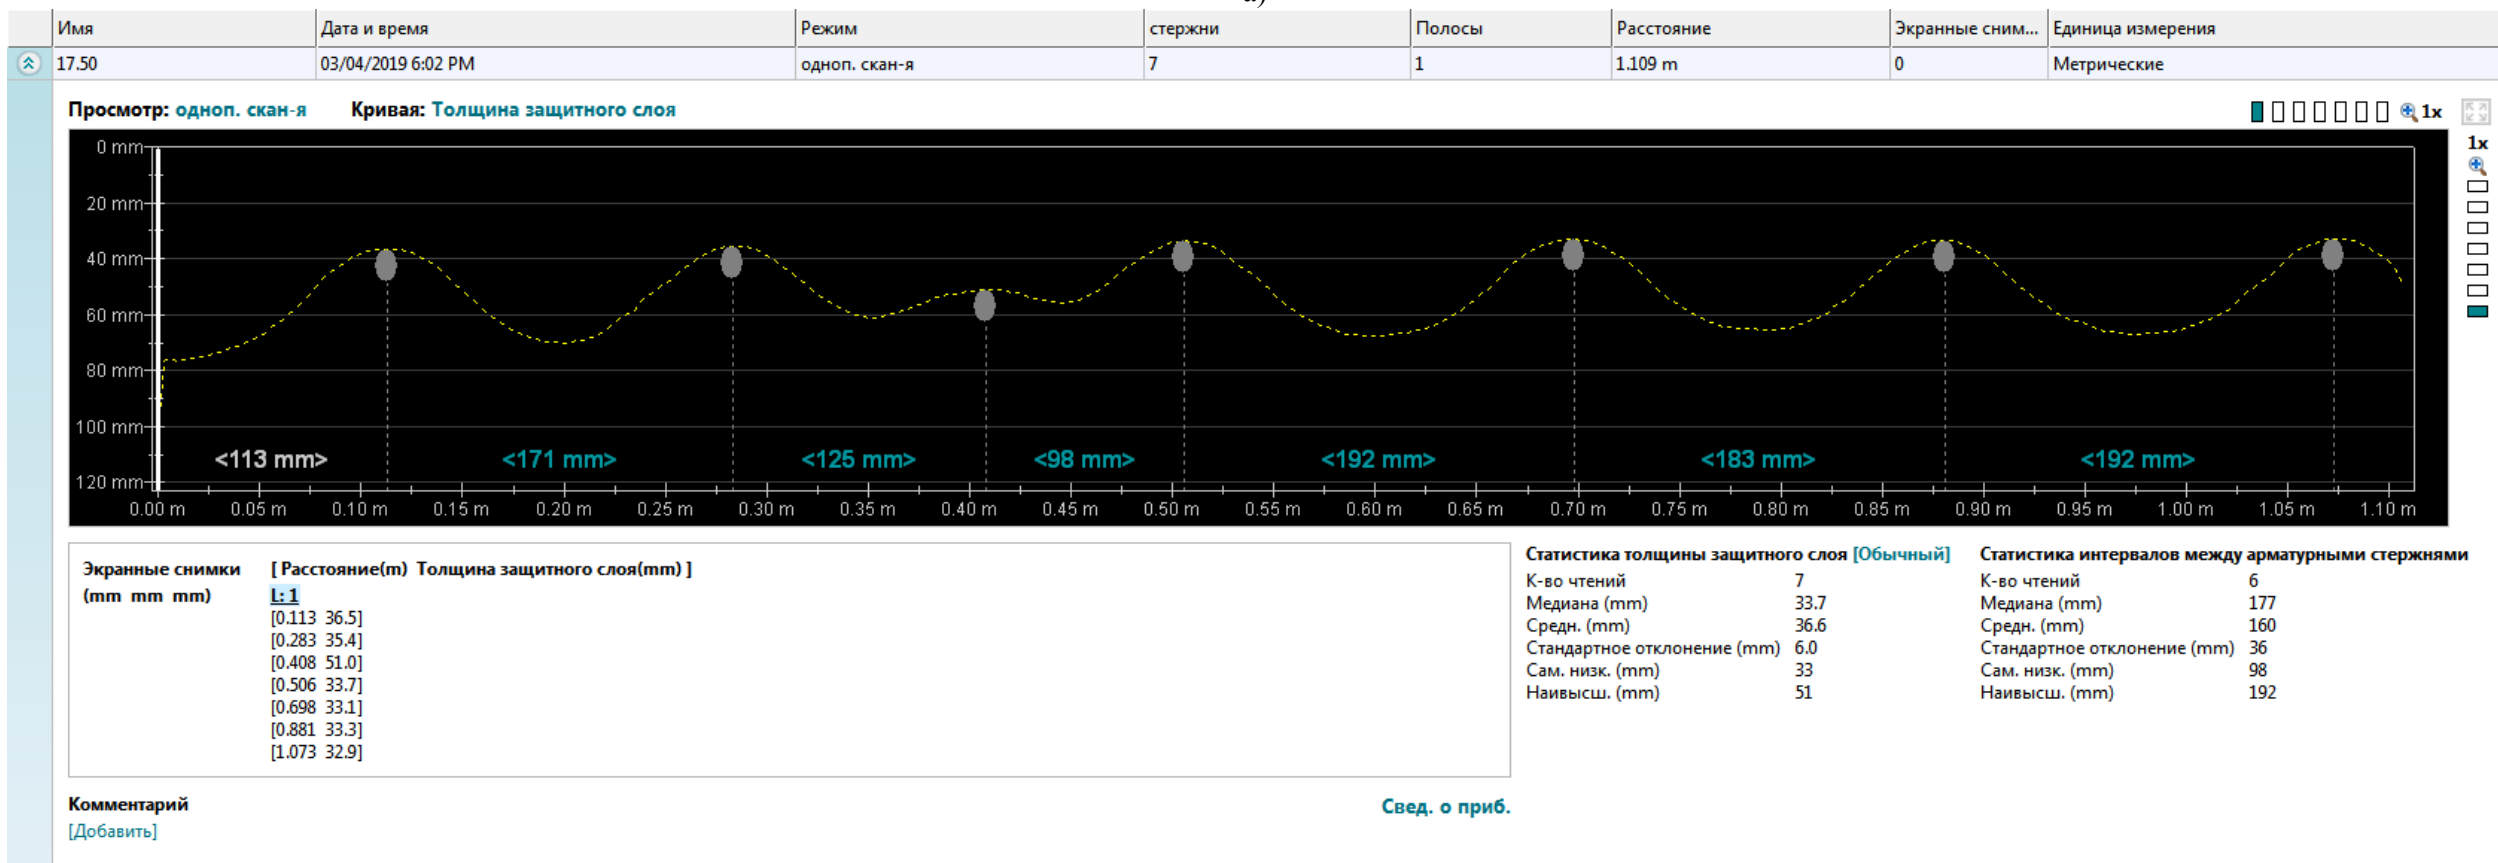 а)
Имя Дата и время Режим стержни Полосы Расстояние Экранные сним... Единица измерения
17.50 03/04/2019 6:02 PM одноп. скан-я 7 1 1.109 m 0 Метрические
Просмотр: одноп. скан-я Кривая: Толщина защитного слоя 1x
1x
0 mm
20 mm
40 mm
60 mm
80 mm
100 mm
<113 mm> <171 mm> <125 mm> <98 mm> <192 mm> <183 mm> <192 mm>
120 mm
0.00 m 0.05 m 0.10 m 0.15 m 0.20 m 0.25 m 0.30 m 0.35 m 0.40 m 0.45 m 0.50 m 0.55 m 0.60 m 0.65 m 0.70 m 0.75 m 0.80 m 0.85 m 0.90 m 0.95 m 1.00 m 1.05 m 1.10 m
Экранные снимки [ Расстояние(m) Толщина защитного слоя(mm) ]
(mm mm mm) L: 1
[0.113 36.5]
[0.283 35.4]
[0.408 51.0]
[0.506 33.7]
[0.698 33.1]
[0.881 33.3]
[1.073 32.9]
Статистика толщины защитного слоя [Обычный]
К-во чтений 7
Медиана (mm) 33.7
Средн. (mm) 36.6
Стандартное отклонение (mm) 6.0
Сам. низк. (mm) 33
Наивысш. (mm) 51
Статистика интервалов между арматурными стержнями
К-во чтений 6
Медиана (mm) 177
Средн. (mm) 160
Стандартное отклонение (mm) 36
Сам. низк. (mm) 98
Наивысш. (mm) 192
Комментарий Свед. о приб.
[Добавить]